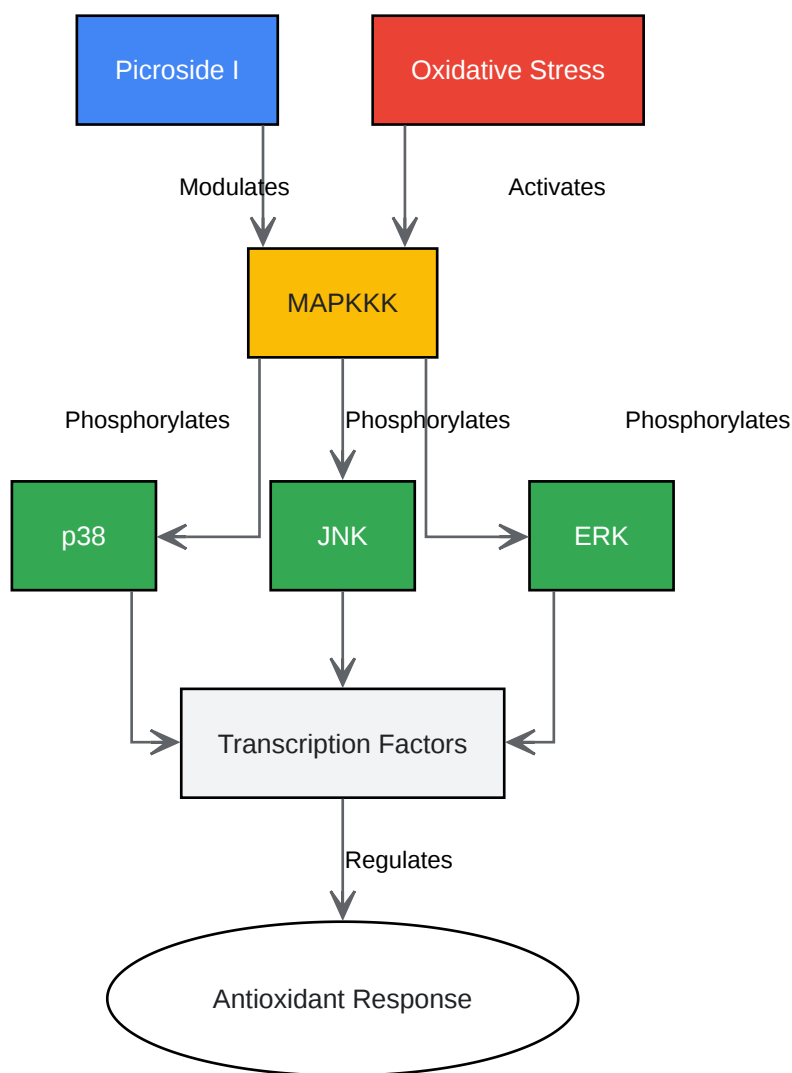 Picroside I
Oxidative Stress
Modulates
Activates
MAPKKK
Phosphorylates
Phosphorylates
Phosphorylates
p38
JNK
ERK
Transcription Factors
Regulates
Antioxidant Response